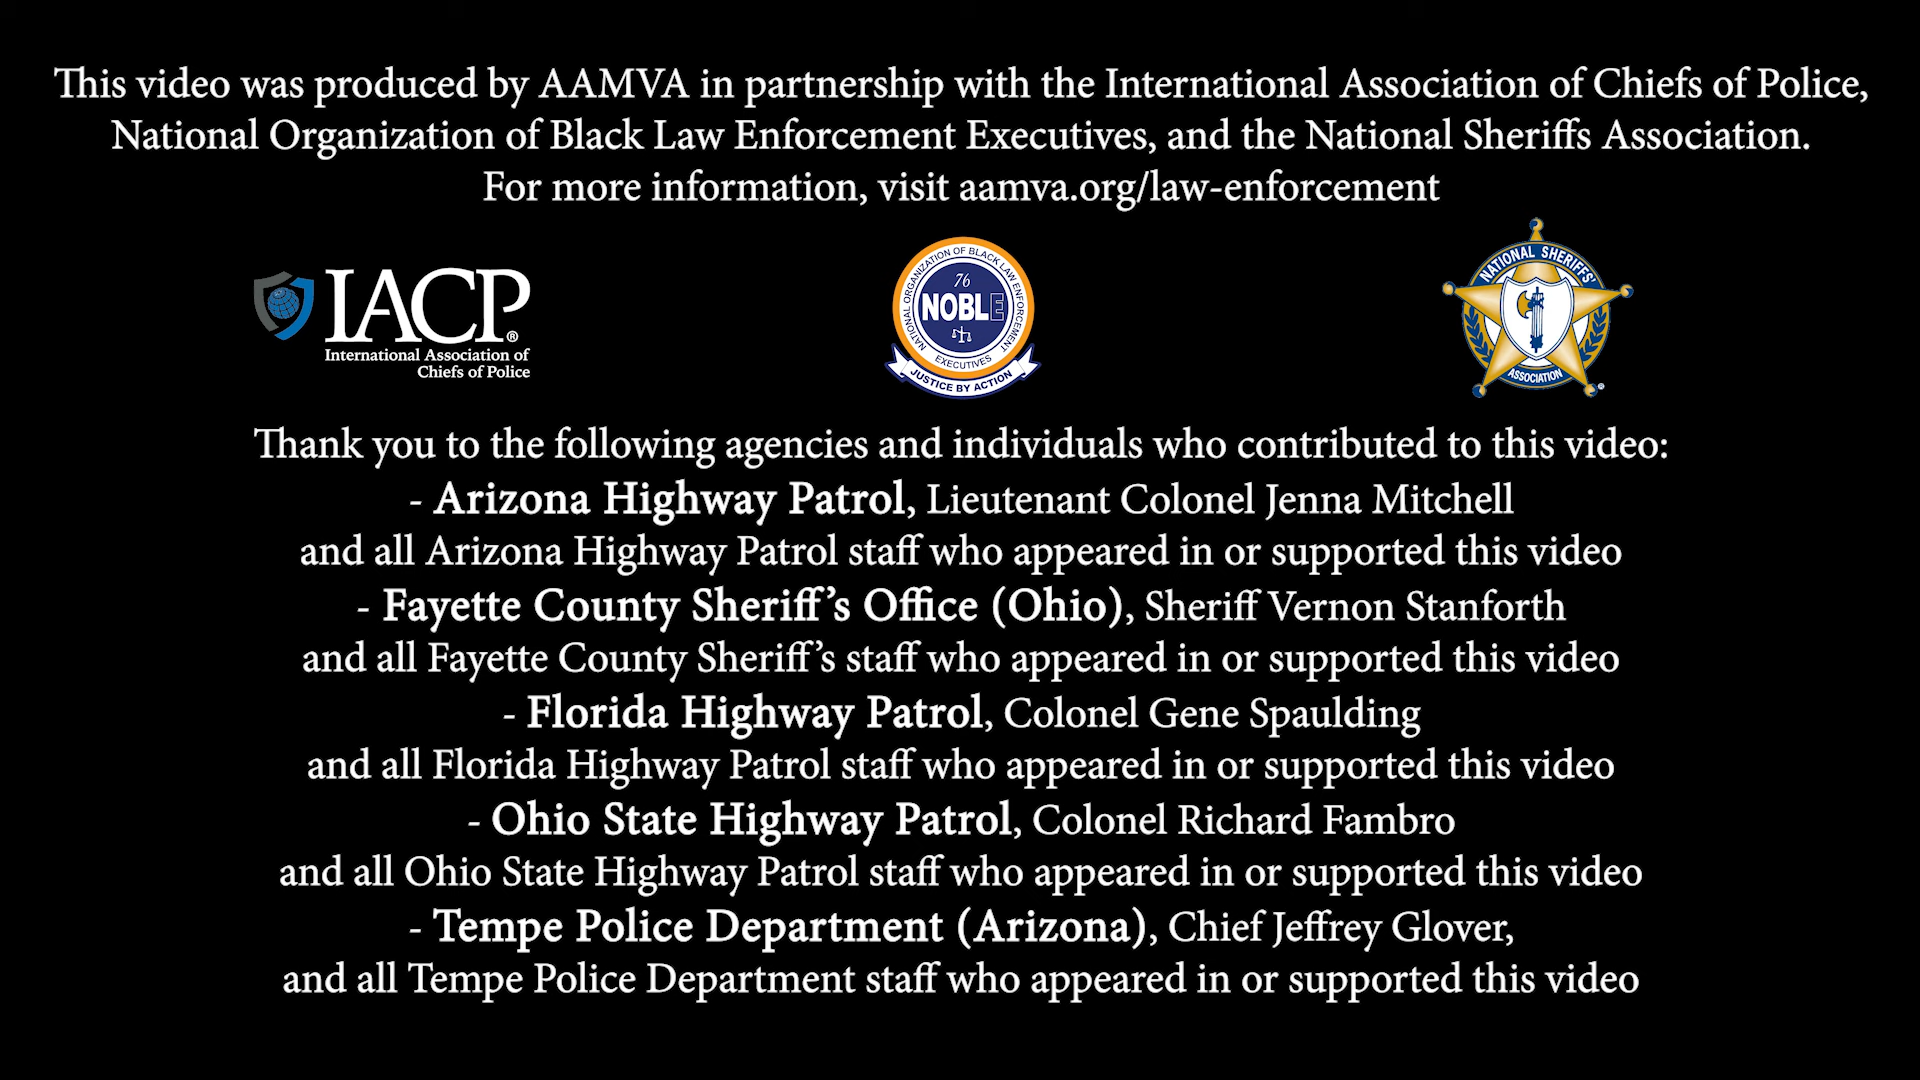 This video was produced by AAMVA in partnership with the International Association of Chiefs of Police,
National Organization of Black Law Enforcement Executives, and the National Sheriffs Association.
For more information, visit aamva.org/law-enforcement
IACP®
International Association of
Chiefs of Police
NATIONAL ORGANIZATION OF BLACK LAW ENFORCEMENT
76
NOBLE
EXECUTIVES
JUSTICE BY ACTION
NATIONAL SHERIFFS'
ASSOCIATION
®
Thank you to the following agencies and individuals who contributed to this video:
- Arizona Highway Patrol, Lieutenant Colonel Jenna Mitchell
and all Arizona Highway Patrol staff who appeared in or supported this video
- Fayette County Sheriff's Office (Ohio), Sheriff Vernon Stanforth
and all Fayette County Sheriff's staff who appeared in or supported this video
- Florida Highway Patrol, Colonel Gene Spaulding
and all Florida Highway Patrol staff who appeared in or supported this video
- Ohio State Highway Patrol, Colonel Richard Fambro
and all Ohio State Highway Patrol staff who appeared in or supported this video
- Tempe Police Department (Arizona), Chief Jeffrey Glover,
and all Tempe Police Department staff who appeared in or supported this video